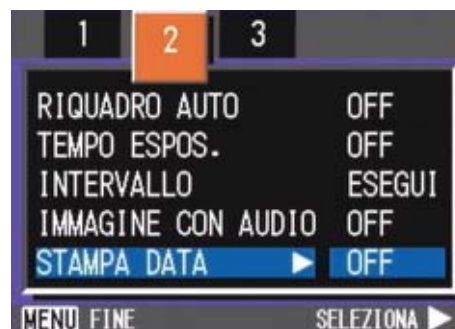 1 2 3
RIQUADRO AUTO OFF
TEMPO ESPOS. OFF
INTERVALLO ESEGUI
IMMAGINE CON AUDIO OFF
STAMPA DATA ▶ OFF
MENU FINE SELEZIONA ▶